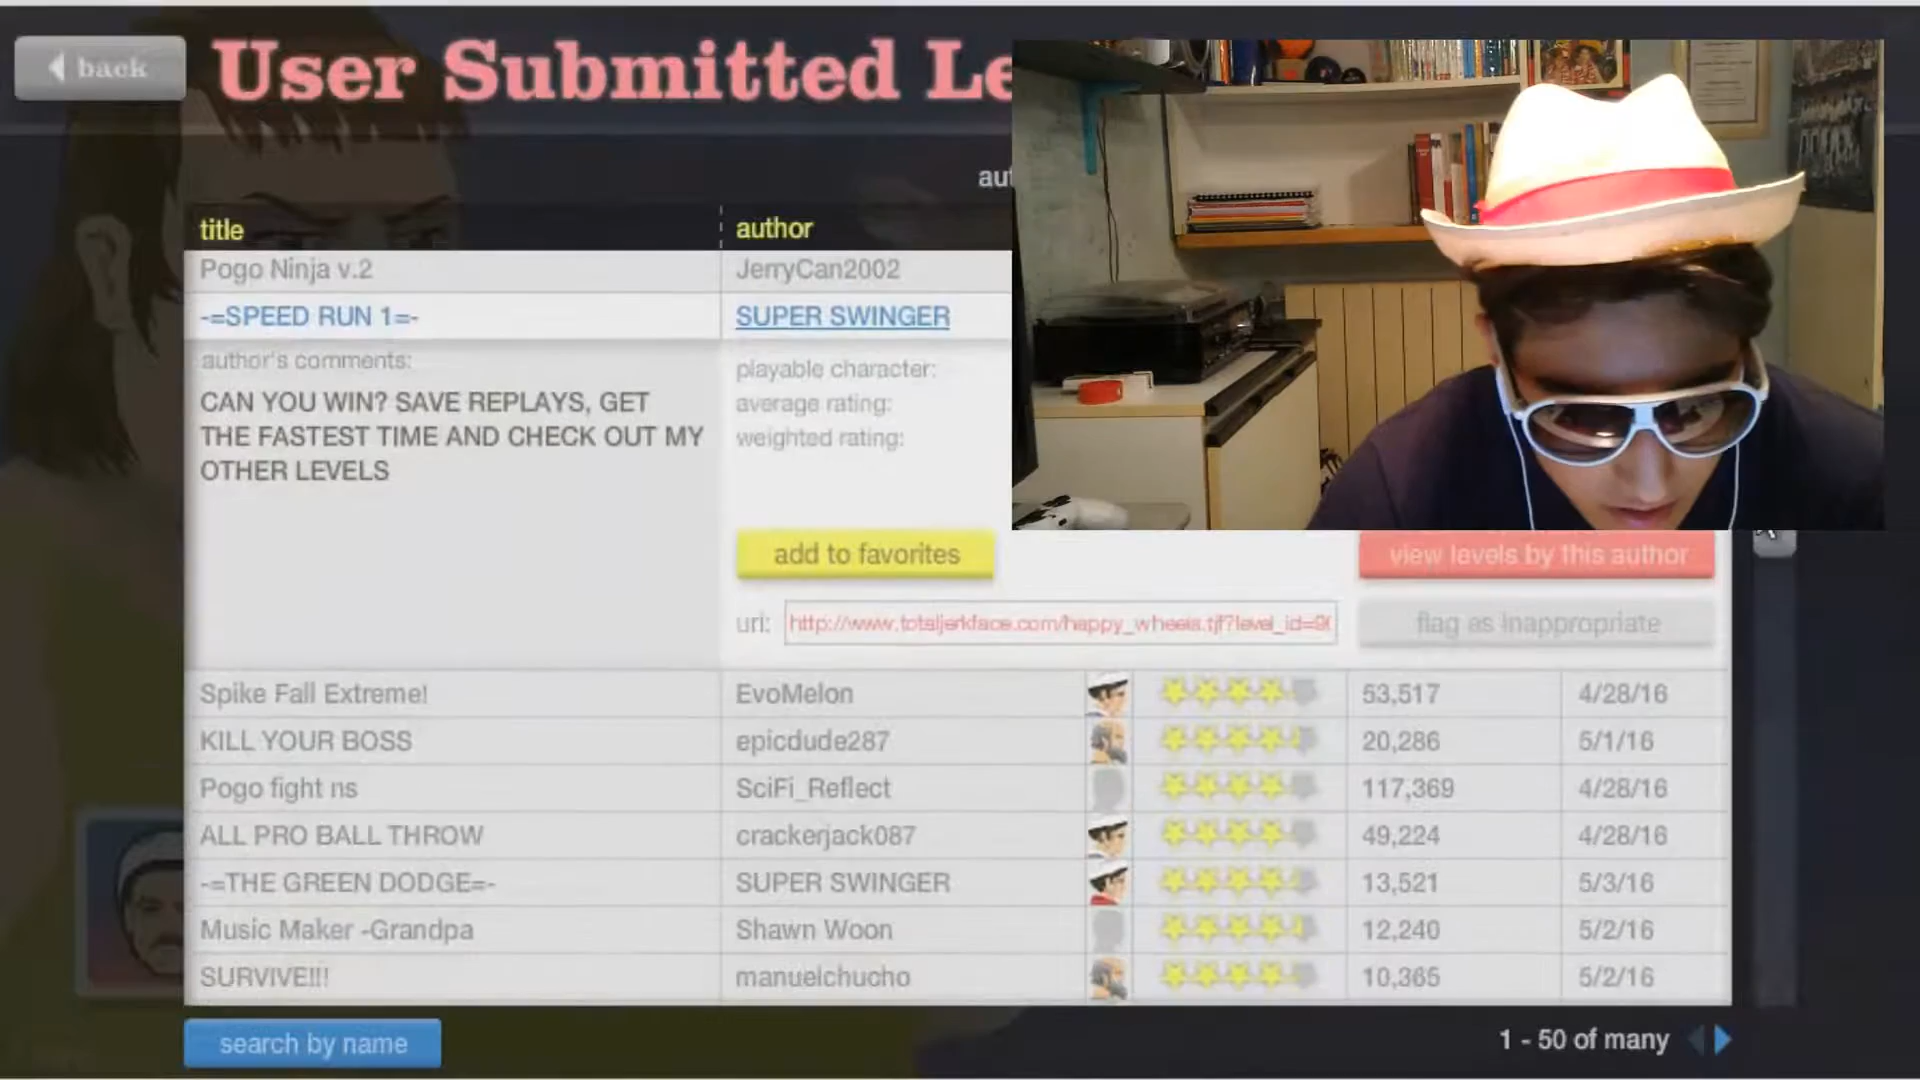 back
User Submitted Le
title author
Pogo Ninja v.2 JerryCan2002
-=SPEED RUN 1=- SUPER SWINGER
author's comments:
CAN YOU WIN? SAVE REPLAYS, GET
THE FASTEST TIME AND CHECK OUT MY
OTHER LEVELS
playable character:
average rating:
weighted rating:
add to favorites
view levels by this author
uri:
flag as inappropriate
Spike Fall Extreme! EvoMelon 53,517 4/28/16
KILL YOUR BOSS epicdude287 20,286 5/1/16
Pogo fight ns SciFi_Reflect 117,369 4/28/16
ALL PRO BALL THROW crackerjack087 49,224 4/28/16
-=THE GREEN DODGE=- SUPER SWINGER 13,521 5/3/16
Music Maker -Grandpa Shawn Woon 12,240 5/2/16
SURVIVE!!! manuelchucho 10,365 5/2/16
search by name
1 - 50 of many